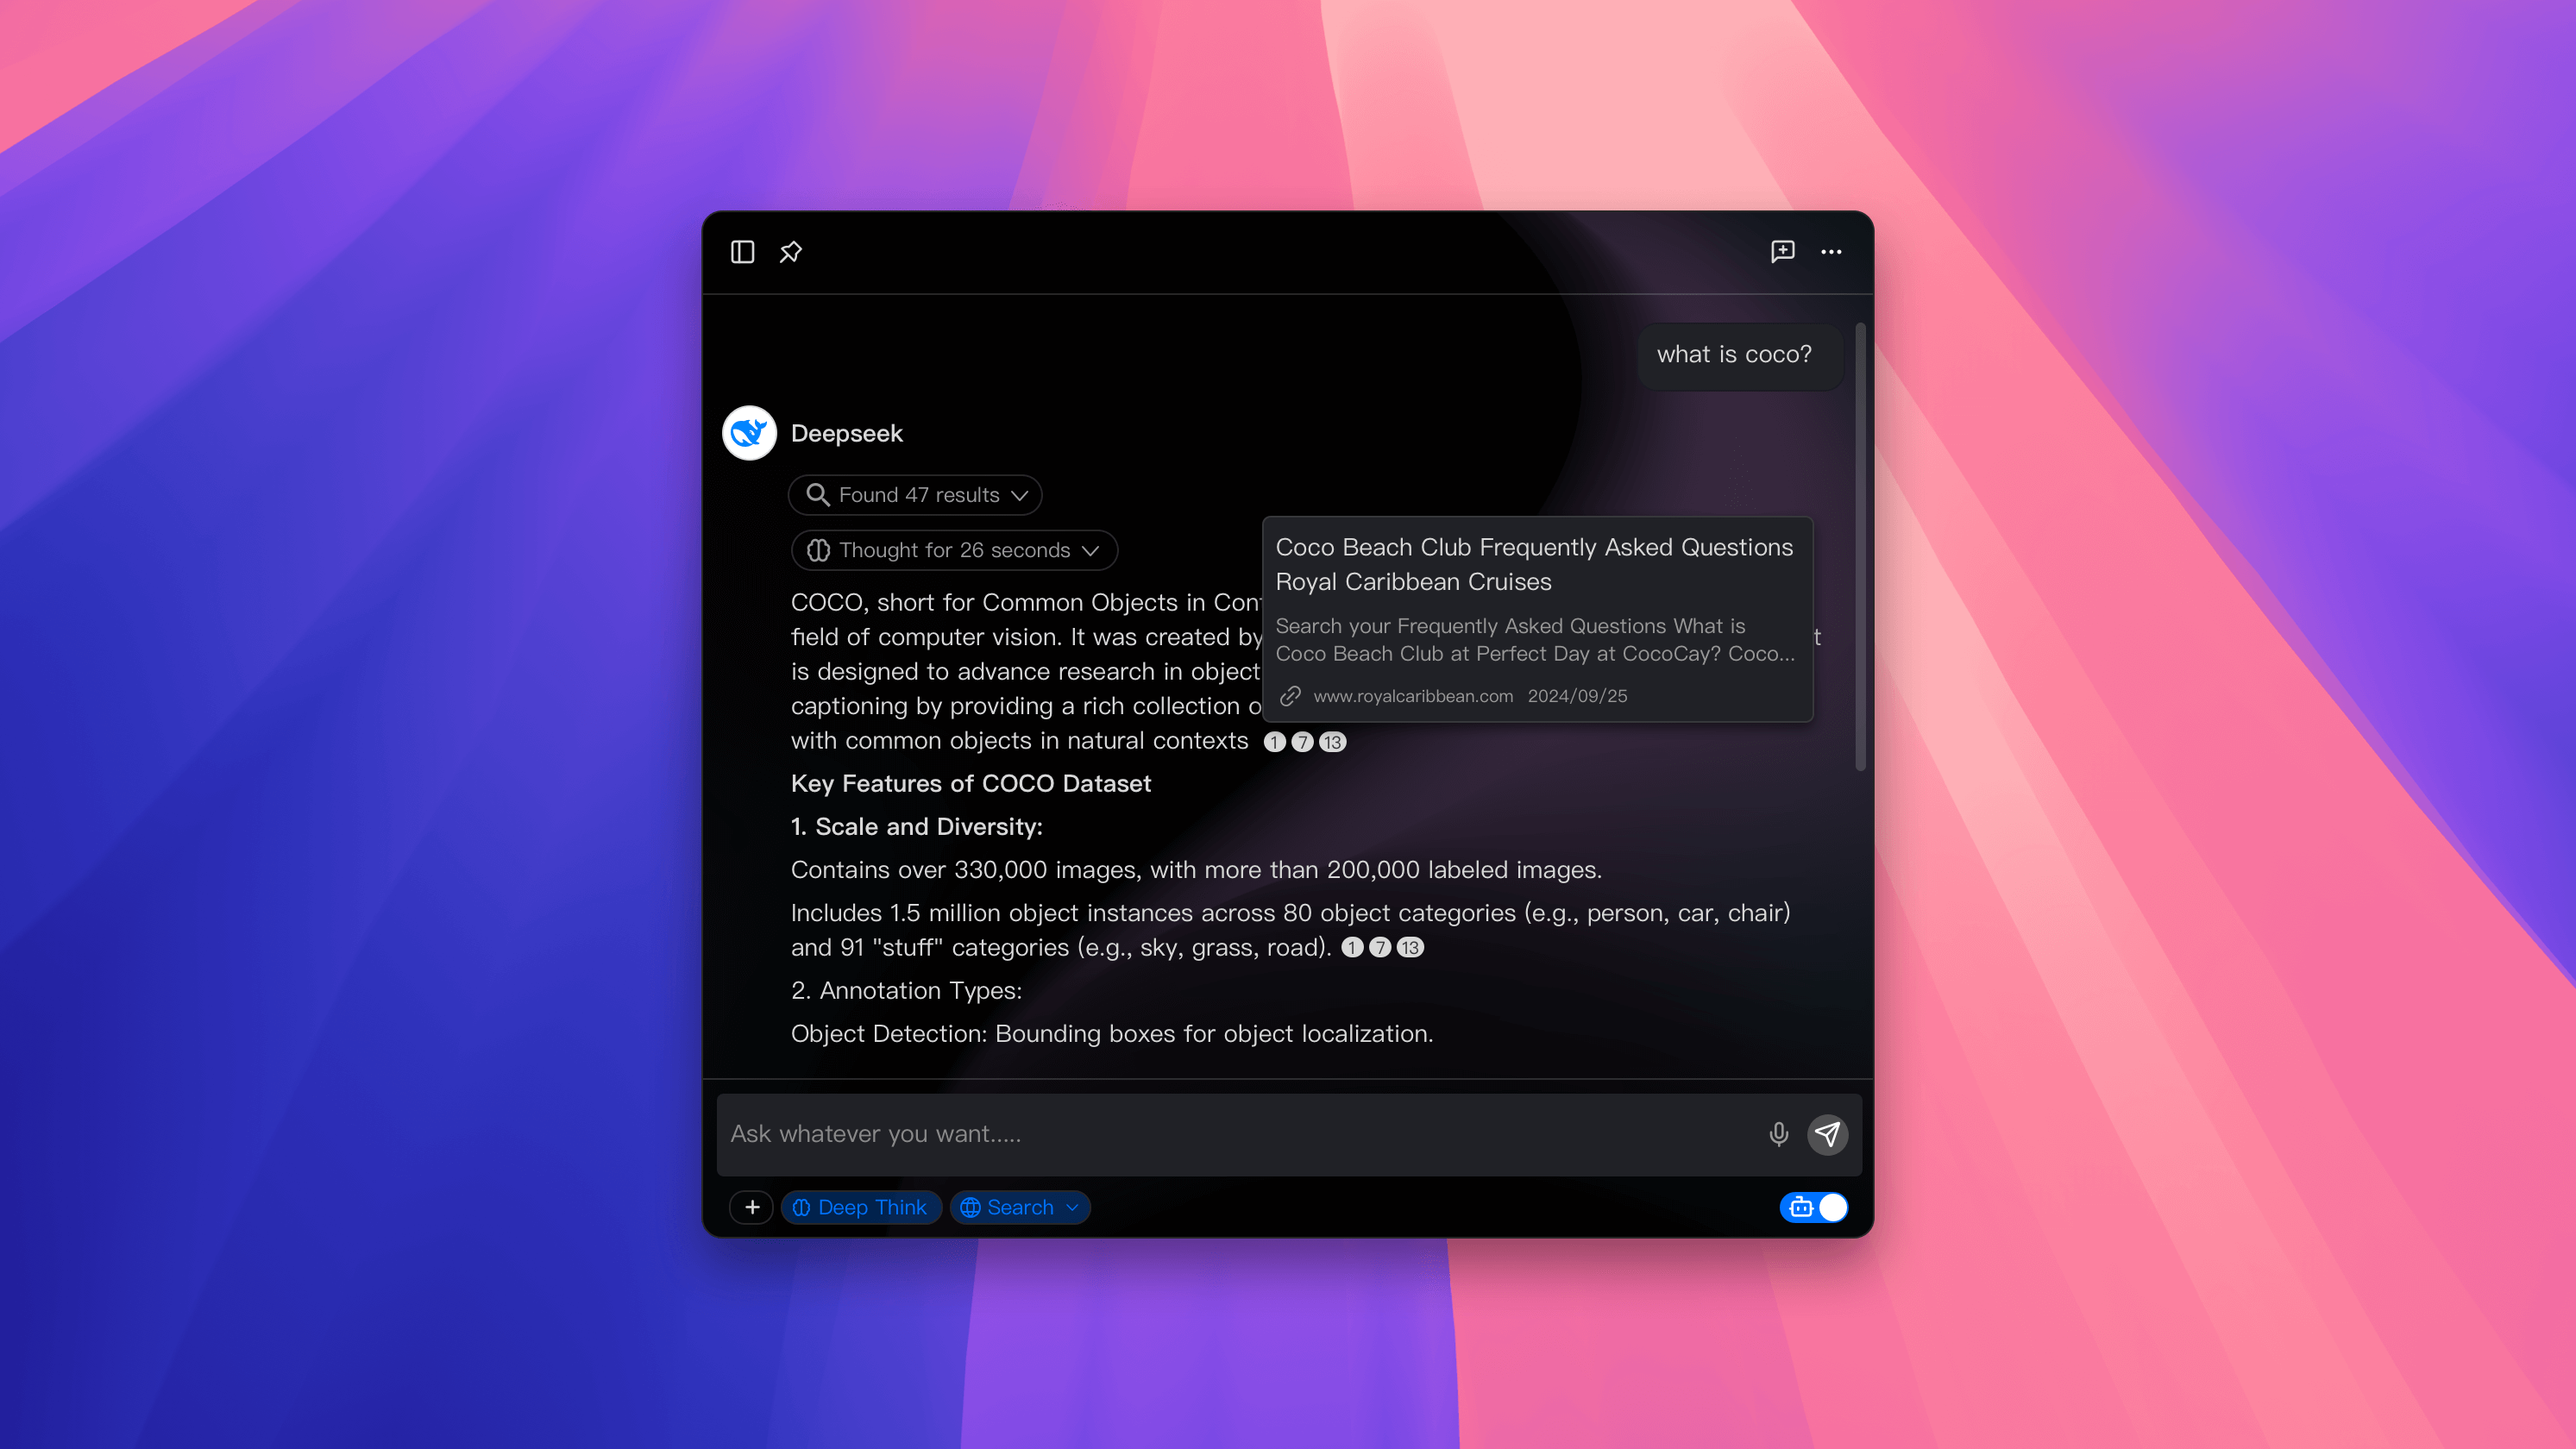 what is coco?
Deepseek
Found 47 results
Thought for 26 seconds
Coco Beach Club Frequently Asked Questions
Royal Caribbean Cruises
Search your Frequently Asked Questions What is
Coco Beach Club at Perfect Day at CocoCay? Coco...
www.royalcaribbean.com 2024/09/25
COCO, short for Common Objects in
field of computer vision. It was created by
is designed to advance research in object
captioning by providing a rich collection
with common objects in natural contexts 1 7 13
Key Features of COCO Dataset
1. Scale and Diversity:
Contains over 330,000 images, with more than 200,000 labeled images.
Includes 1.5 million object instances across 80 object categories (e.g., person, car, chair)
and 91 "stuff" categories (e.g., sky, grass, road). 1 7 13
2. Annotation Types:
Object Detection: Bounding boxes for object localization.
Ask whatever you want.....
Deep Think
Search